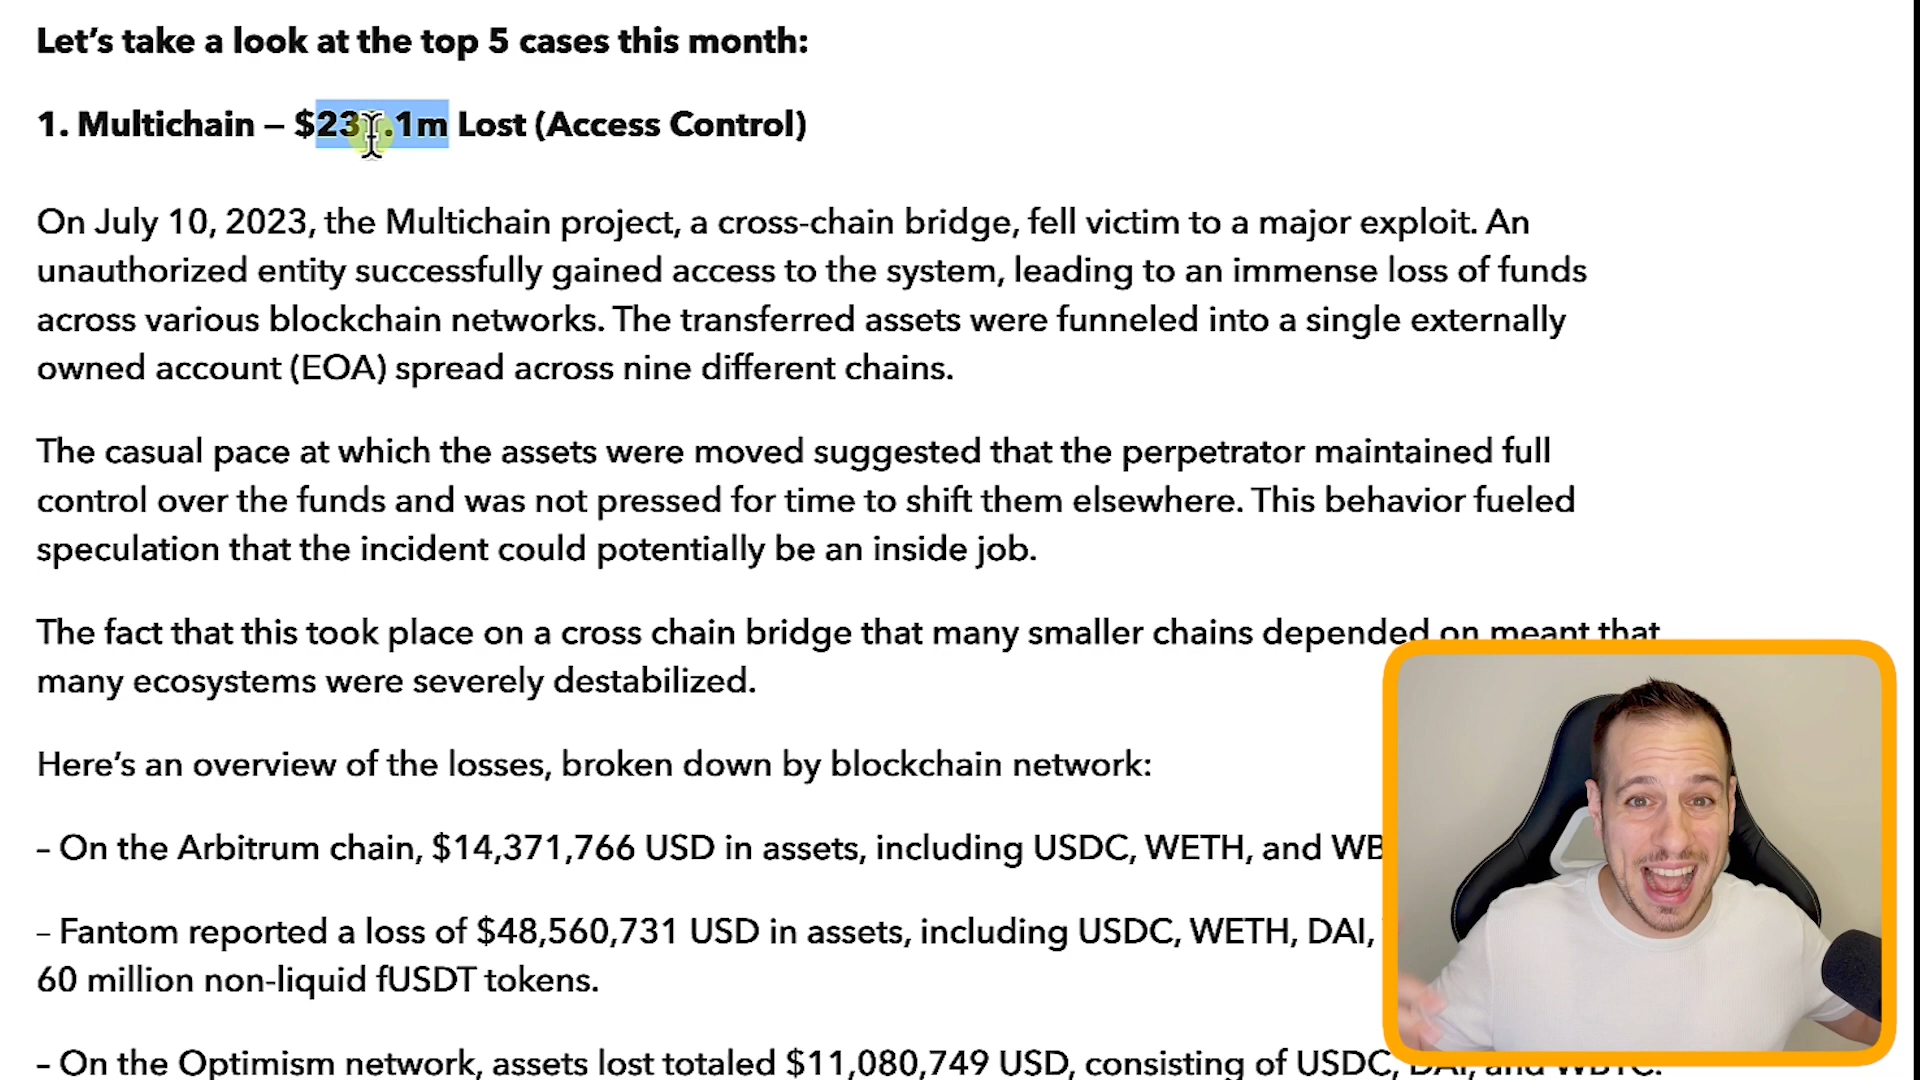 Let's take a look at the top 5 cases this month:
1. Multichain – $23 .1m Lost (Access Control)
On July 10, 2023, the Multichain project, a cross-chain bridge, fell victim to a major exploit. An
unauthorized entity successfully gained access to the system, leading to an immense loss of funds
across various blockchain networks. The transferred assets were funneled into a single externally
owned account (EOA) spread across nine different chains.
The casual pace at which the assets were moved suggested that the perpetrator maintained full
control over the funds and was not pressed for time to shift them elsewhere. This behavior fueled
speculation that the incident could potentially be an inside job.
The fact that this took place on a cross chain bridge that many smaller chains depended on meant that
many ecosystems were severely destabilized.
Here's an overview of the losses, broken down by blockchain network:
– On the Arbitrum chain, $14,371,766 USD in assets, including USDC, WETH, and WB
– Fantom reported a loss of $48,560,731 USD in assets, including USDC, WETH, DAI,
60 million non-liquid fUSDT tokens.
– On the Optimism network, assets lost totaled $11,080,749 USD, consisting of USDC, DAI, and WBTC.